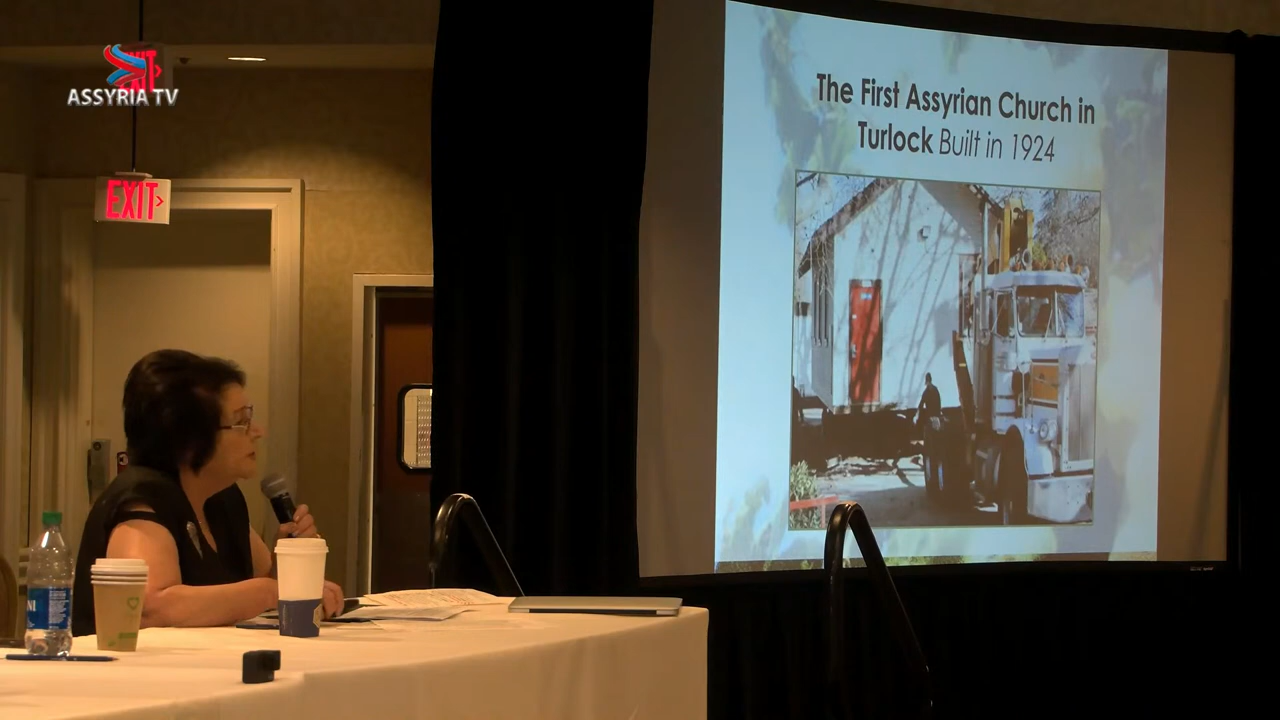 ASSYRIA TV
EXIT
The First Assyrian Church in
Turlock Built in 1924